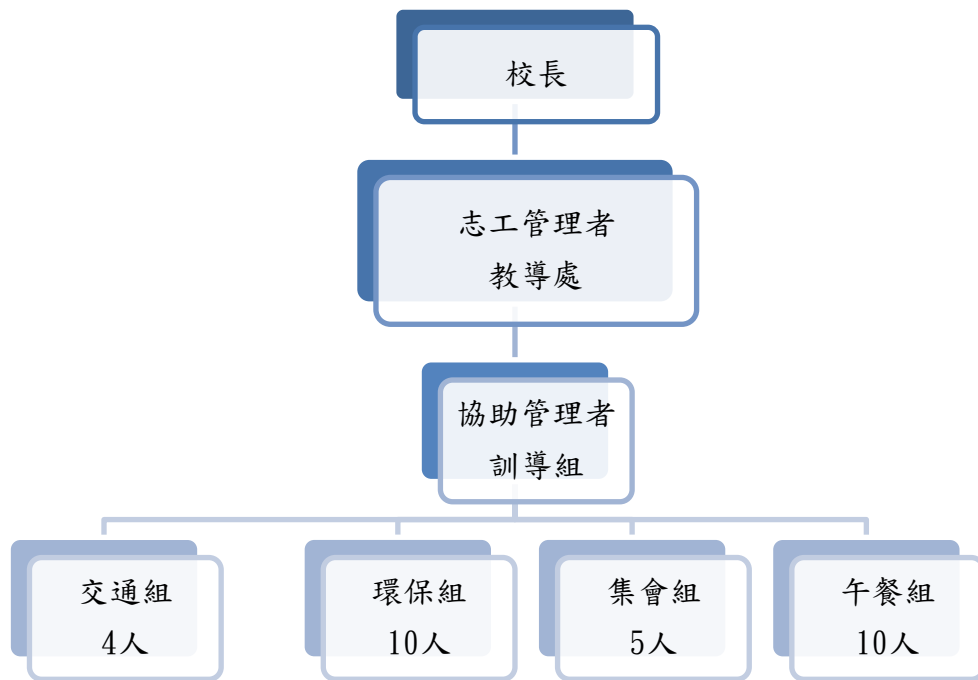 校長
志工管理者
教導處
協助管理者
訓導組
交通組
4人
環保組
10人
集會組
5人
午餐組
10人